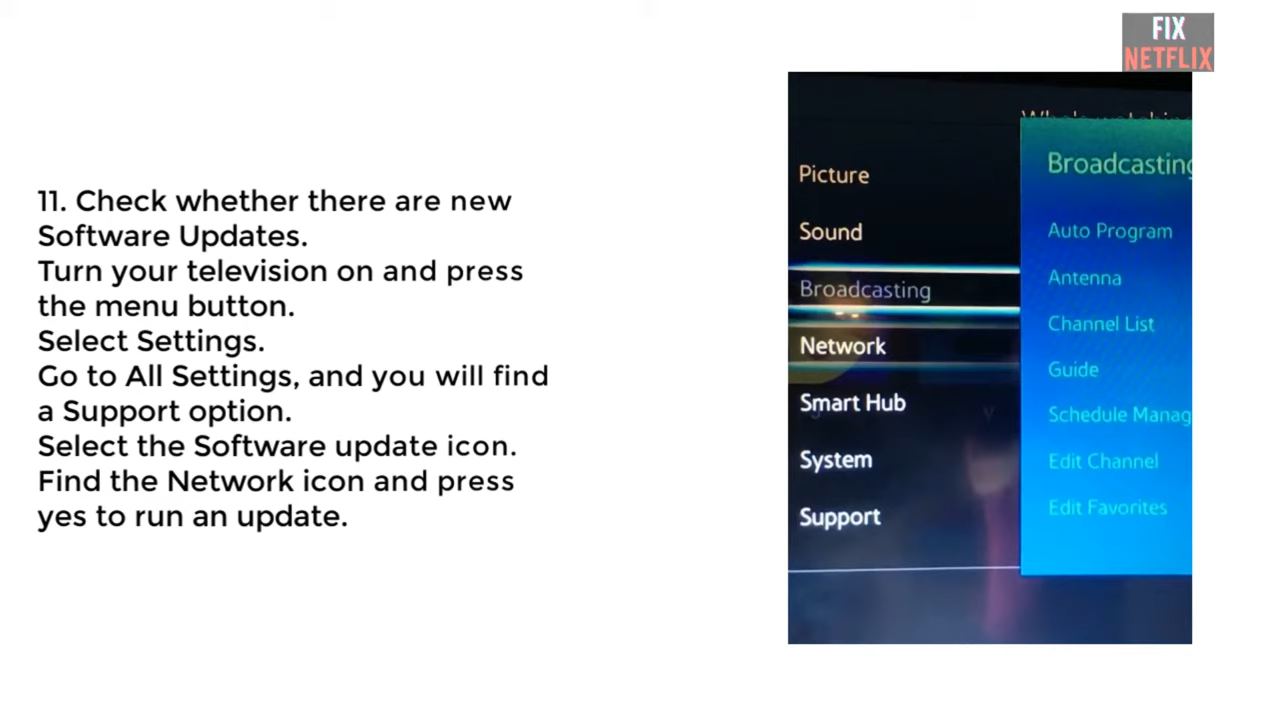 FIX
NETFLIX
11. Check whether there are new
Software Updates.
Turn your television on and press
the menu button.
Select Settings.
Go to All Settings, and you will find
a Support option.
Select the Software update icon.
Find the Network icon and press
yes to run an update.
Picture
Sound
Broadcasting
Network
Smart Hub
System
Support
Broadcasting
Auto Program
Antenna
Channel List
Guide
Schedule Manag
Edit Channel
Edit Favorites